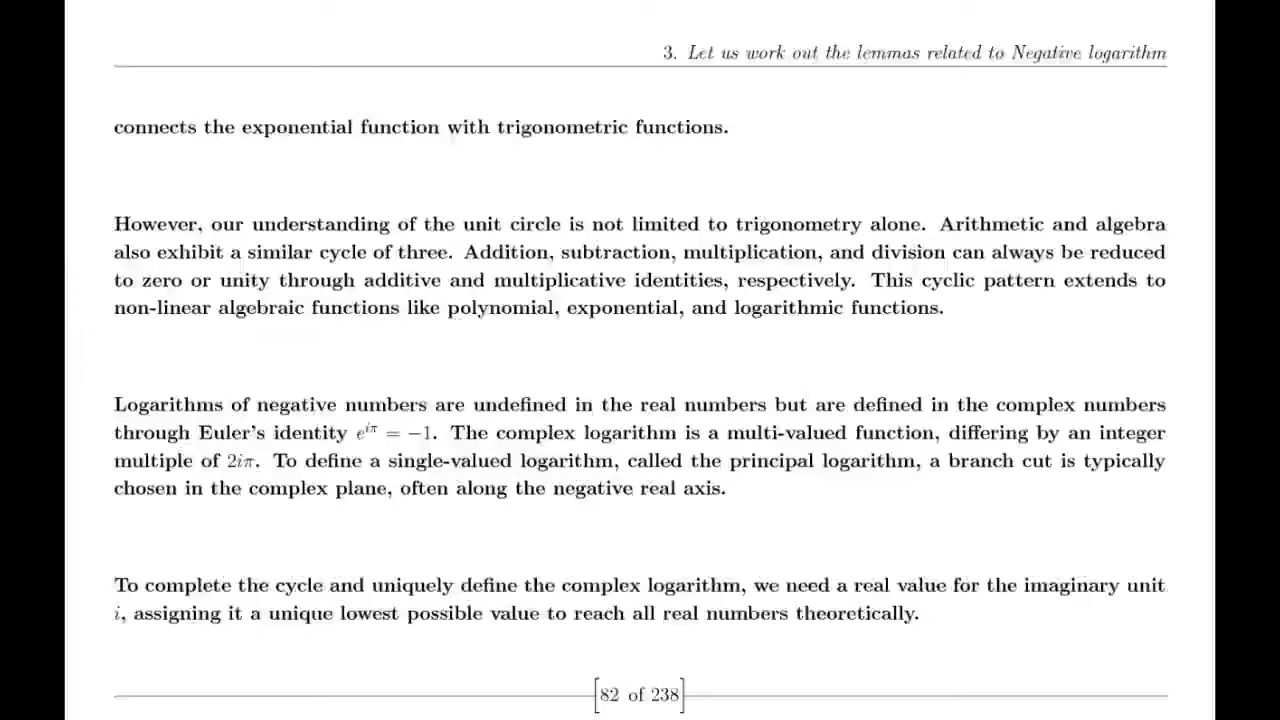 3. Let us work out the lemmas related to Negative logarithm
connects the exponential function with trigonometric functions.
However, our understanding of the unit circle is not limited to trigonometry alone. Arithmetic and algebra
also exhibit a similar cycle of three. Addition, subtraction, multiplication, and division can always be reduced
to zero or unity through additive and multiplicative identities, respectively. This cyclic pattern extends to
non-linear algebraic functions like polynomial, exponential, and logarithmic functions.
Logarithms of negative numbers are undefined in the real numbers but are defined in the complex numbers
through Euler's identity $e^{i\pi} = -1$. The complex logarithm is a multi-valued function, differing by an integer
multiple of $2i\pi$. To define a single-valued logarithm, called the principal logarithm, a branch cut is typically
chosen in the complex plane, often along the negative real axis.
To complete the cycle and uniquely define the complex logarithm, we need a real value for the imaginary unit
$i$, assigning it a unique lowest possible value to reach all real numbers theoretically.
[82 of 238]